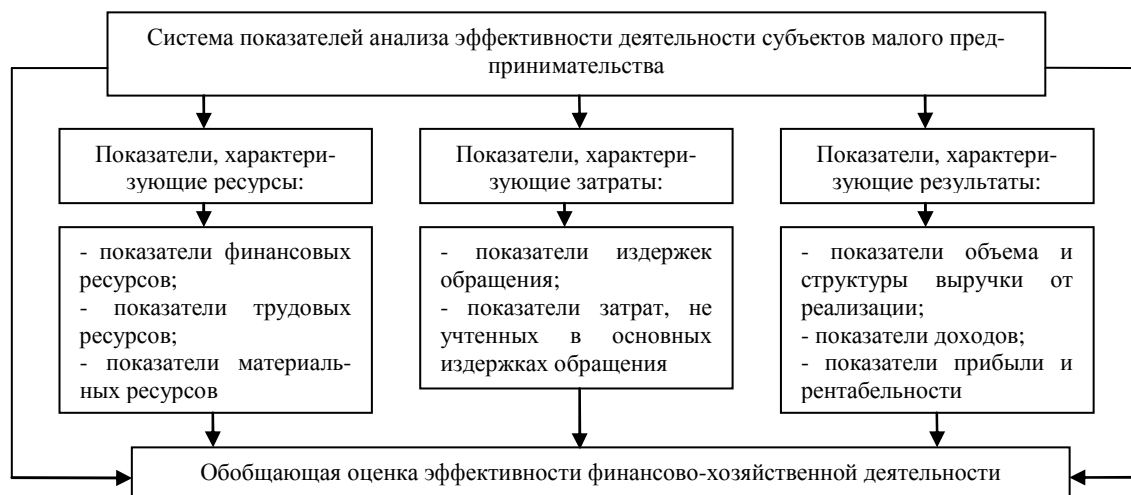 Система показателей анализа эффективности деятельности субъектов малого пред-
принимательства
Показатели, характери-
зующие ресурсы:
Показатели, характери-
зующие затраты:
Показатели, характери-
зующие результаты:
- показатели финансовых
ресурсов;
- показатели трудовых
ресурсов;
- показатели материаль-
ных ресурсов
- показатели издержек
обращения;
- показатели затрат, не
учтенных в основных
издержках обращения
- показатели объема и
структуры выручки от
реализации;
- показатели доходов;
- показатели прибыли и
рентабельности
Обобщающая оценка эффективности финансово-хозяйственной деятельности